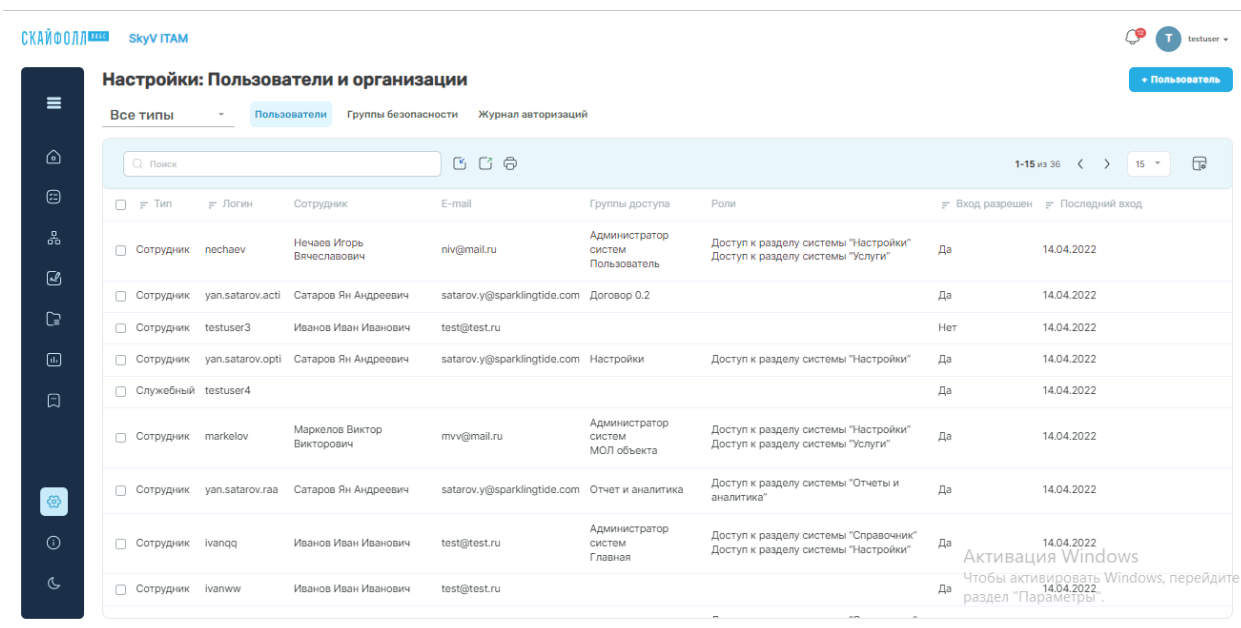 СКАЙФОЛЛ SkyV ITAM
12 T testuser
Настройки: Пользователи и организации
+ Пользователь
Все типы Пользователи Группы безопасности Журнал авторизаций
Поиск 1-15 из 36 15
Тип Логин Сотрудник E-mail Группы доступа Роли Вход разрешен Последний вход
Администратор
Нечаев Игорь Доступ к разделу системы "Настройки"
Сотрудник nechaev niv@mail.ru систем Да 14.04.2022
Вячеславович Доступ к разделу системы "Услуги"
Пользователь
Сотрудник yan.satarov.acti Сатаров Ян Андреевич satarov.y@sparklingtide.com Договор 0.2 Да 14.04.2022
Сотрудник testuser3 Иванов Иван Иванович test@test.ru Нет 14.04.2022
Сотрудник yan.satarov.opti Сатаров Ян Андреевич satarov.y@sparklingtide.com Настройки Доступ к разделу системы "Настройки" Да 14.04.2022
Служебный testuser4 Да 14.04.2022
Администратор
Маркелов Виктор Доступ к разделу системы "Настройки"
Сотрудник markelov mvv@mail.ru систем Да 14.04.2022
Викторович Доступ к разделу системы "Услуги"
МОЛ объекта
Доступ к разделу системы "Отчеты и
Сотрудник yan.satarov.raa Сатаров Ян Андреевич satarov.y@sparklingtide.com Отчет и аналитика Да 14.04.2022
аналитика"
Администратор
Доступ к разделу системы "Справочник"
Сотрудник ivanqq Иванов Иван Иванович test@test.ru систем Да 14.04.2022
Доступ к разделу системы "Настройки"
Главная
Активация Windows
Чтобы активировать Windows, перейдите
Сотрудник ivanww Иванов Иван Иванович test@test.ru Да 14.04.2022
раздел "Параметры".